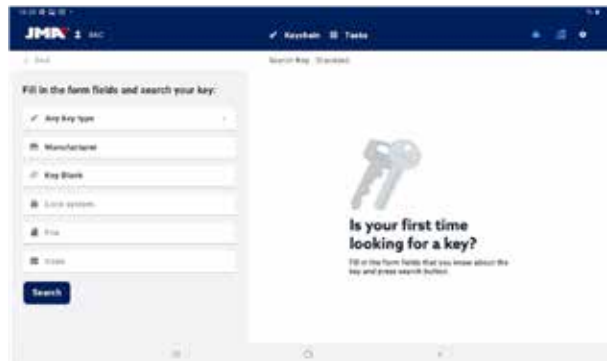 JMA
Keychain Tasks
Back
Search Key Standard
Fill in the form fields and search your key:
Any key type
Manufacturer
Key Blank
Lock system
Search
Is your first time
looking for a key?
Fill in the form fields that you know about the
key and press search button.